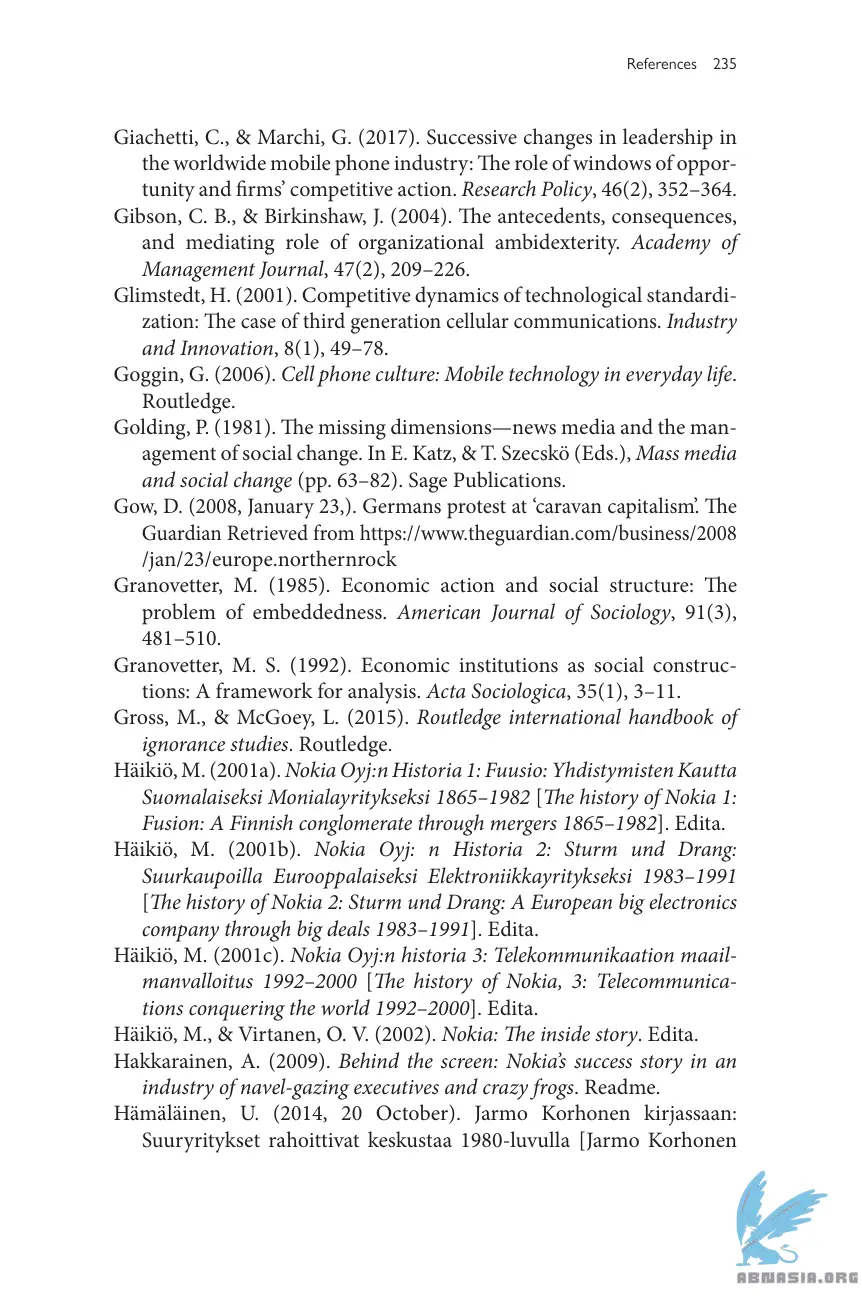 References 235
Giachetti, C., & Marchi, G. (2017). Successive changes in leadership in
the worldwide mobile phone industry: The role of windows of oppor-
tunity and firms’ competitive action. Research Policy, 46(2), 352–364.
Gibson, C. B., & Birkinshaw, J. (2004). The antecedents, consequences,
and mediating role of organizational ambidexterity. Academy of
Management Journal, 47(2), 209–226.
Glimstedt, H. (2001). Competitive dynamics of technological standardi-
zation: The case of third generation cellular communications. Industry
and Innovation, 8(1), 49–78.
Goggin, G. (2006). Cell phone culture: Mobile technology in everyday life.
Routledge.
Golding, P. (1981). The missing dimensions—news media and the man-
agement of social change. In E. Katz, & T. Szecskö (Eds.), Mass media
and social change (pp. 63–82). Sage Publications.
Gow, D. (2008, January 23,). Germans protest at ‘caravan capitalism’. The
Guardian Retrieved from https://www.theguardian.com/business/2008
/jan/23/europe.northernrock
Granovetter, M. (1985). Economic action and social structure: The
problem of embeddedness. American Journal of Sociology, 91(3),
481–510.
Granovetter, M. S. (1992). Economic institutions as social construc-
tions: A framework for analysis. Acta Sociologica, 35(1), 3–11.
Gross, M., & McGoey, L. (2015). Routledge international handbook of
ignorance studies. Routledge.
Häikiö, M. (2001a). Nokia Oyj:n Historia 1: Fuusio: Yhdistymisten Kautta
Suomalaiseksi Monialayritykseksi 1865–1982 [The history of Nokia 1:
Fusion: A Finnish conglomerate through mergers 1865–1982]. Edita.
Häikiö, M. (2001b). Nokia Oyj: n Historia 2: Sturm und Drang:
Suurkaupoilla Eurooppalaiseksi Elektroniikkayritykseksi 1983–1991
[The history of Nokia 2: Sturm und Drang: A European big electronics
company through big deals 1983–1991]. Edita.
Häikiö, M. (2001c). Nokia Oyj:n historia 3: Telekommunikaation maail-
manvalloitus 1992–2000 [The history of Nokia, 3: Telecommunica-
tions conquering the world 1992–2000]. Edita.
Häikiö, M., & Virtanen, O. V. (2002). Nokia: The inside story. Edita.
Hakkarainen, A. (2009). Behind the screen: Nokia’s success story in an
industry of navel-gazing executives and crazy frogs. Readme.
Hämäläinen, U. (2014, 20 October). Jarmo Korhonen kirjassaan:
Suuryritykset rahoittivat keskustaa 1980-luvulla [Jarmo Korhonen
ABNASIA.ORG